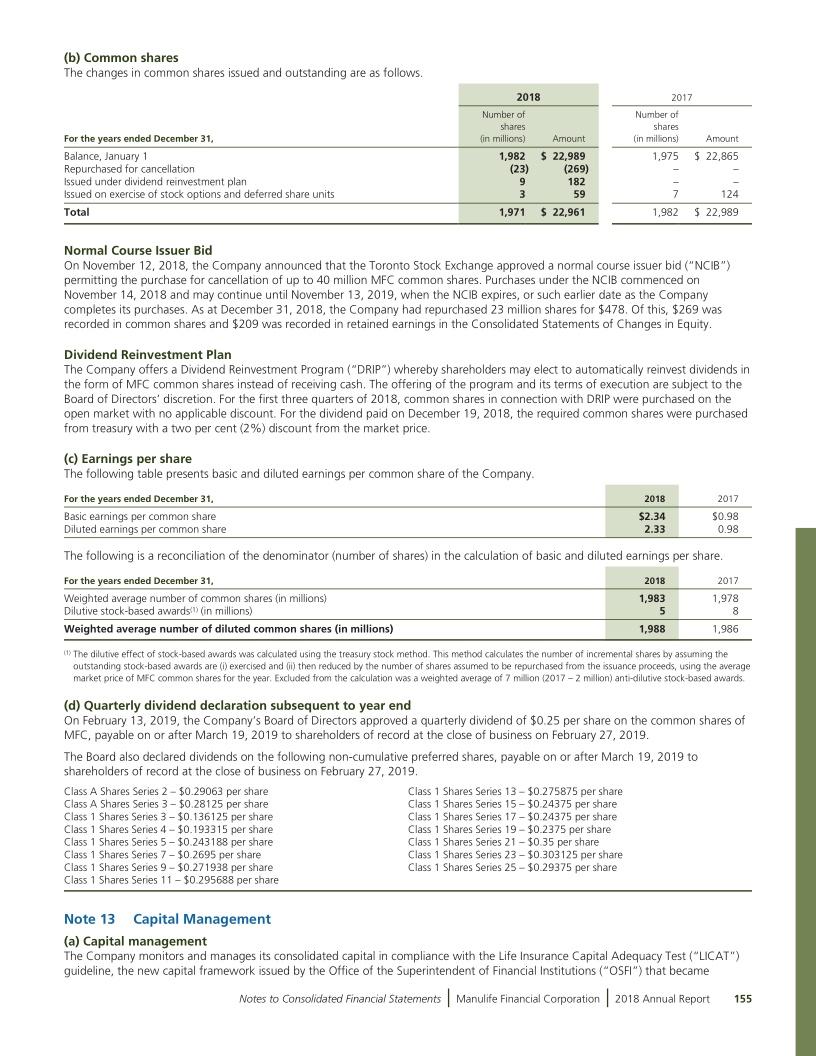 (b) Common shares
The changes in common shares issued and outstanding are as follows.
2018 2017
Number of Number of
shares shares
For the years ended December 31, (in millions) Amount (in millions) Amount
Balance, January 1 1,982 $ 22,989 1,975 $ 22,865
Repurchased for cancellation (23) (269) – –
Issued under dividend reinvestment plan 9 182 – –
Issued on exercise of stock options and deferred share units 3 59 7 124
Total 1,971 $ 22,961 1,982 $ 22,989
Normal Course Issuer Bid
On November 12, 2018, the Company announced that the Toronto Stock Exchange approved a normal course issuer bid (“NCIB”)
permitting the purchase for cancellation of up to 40 million MFC common shares. Purchases under the NCIB commenced on
November 14, 2018 and may continue until November 13, 2019, when the NCIB expires, or such earlier date as the Company
completes its purchases. As at December 31, 2018, the Company had repurchased 23 million shares for $478. Of this, $269 was
recorded in common shares and $209 was recorded in retained earnings in the Consolidated Statements of Changes in Equity.
Dividend Reinvestment Plan
The Company offers a Dividend Reinvestment Program (“DRIP”) whereby shareholders may elect to automatically reinvest dividends in
the form of MFC common shares instead of receiving cash. The offering of the program and its terms of execution are subject to the
Board of Directors’ discretion. For the first three quarters of 2018, common shares in connection with DRIP were purchased on the
open market with no applicable discount. For the dividend paid on December 19, 2018, the required common shares were purchased
from treasury with a two per cent (2%) discount from the market price.
(c) Earnings per share
The following table presents basic and diluted earnings per common share of the Company.
For the years ended December 31, 2018 2017
Basic earnings per common share $2.34 $0.98
Diluted earnings per common share 2.33 0.98
The following is a reconciliation of the denominator (number of shares) in the calculation of basic and diluted earnings per share.
For the years ended December 31, 2018 2017
Weighted average number of common shares (in millions) 1,983 1,978
Dilutive stock-based awards(1) (in millions) 5 8
Weighted average number of diluted common shares (in millions) 1,988 1,986
(1) The dilutive effect of stock-based awards was calculated using the treasury stock method. This method calculates the number of incremental shares by assuming the
outstanding stock-based awards are (i) exercised and (ii) then reduced by the number of shares assumed to be repurchased from the issuance proceeds, using the average
market price of MFC common shares for the year. Excluded from the calculation was a weighted average of 7 million (2017 – 2 million) anti-dilutive stock-based awards.
(d) Quarterly dividend declaration subsequent to year end
On February 13, 2019, the Company’s Board of Directors approved a quarterly dividend of $0.25 per share on the common shares of
MFC, payable on or after March 19, 2019 to shareholders of record at the close of business on February 27, 2019.
The Board also declared dividends on the following non-cumulative preferred shares, payable on or after March 19, 2019 to
shareholders of record at the close of business on February 27, 2019.
Class A Shares Series 2 – $0.29063 per share
Class A Shares Series 3 – $0.28125 per share
Class 1 Shares Series 3 – $0.136125 per share
Class 1 Shares Series 4 – $0.193315 per share
Class 1 Shares Series 5 – $0.243188 per share
Class 1 Shares Series 7 – $0.2695 per share
Class 1 Shares Series 9 – $0.271938 per share
Class 1 Shares Series 11 – $0.295688 per share
Class 1 Shares Series 13 – $0.275875 per share
Class 1 Shares Series 15 – $0.24375 per share
Class 1 Shares Series 17 – $0.24375 per share
Class 1 Shares Series 19 – $0.2375 per share
Class 1 Shares Series 21 – $0.35 per share
Class 1 Shares Series 23 – $0.303125 per share
Class 1 Shares Series 25 – $0.29375 per share
Note 13 Capital Management
(a) Capital management
The Company monitors and manages its consolidated capital in compliance with the Life Insurance Capital Adequacy Test (“LICAT”)
guideline, the new capital framework issued by the Office of the Superintendent of Financial Institutions (“OSFI”) that became
Notes to Consolidated Financial Statements | Manulife Financial Corporation | 2018 Annual Report 155